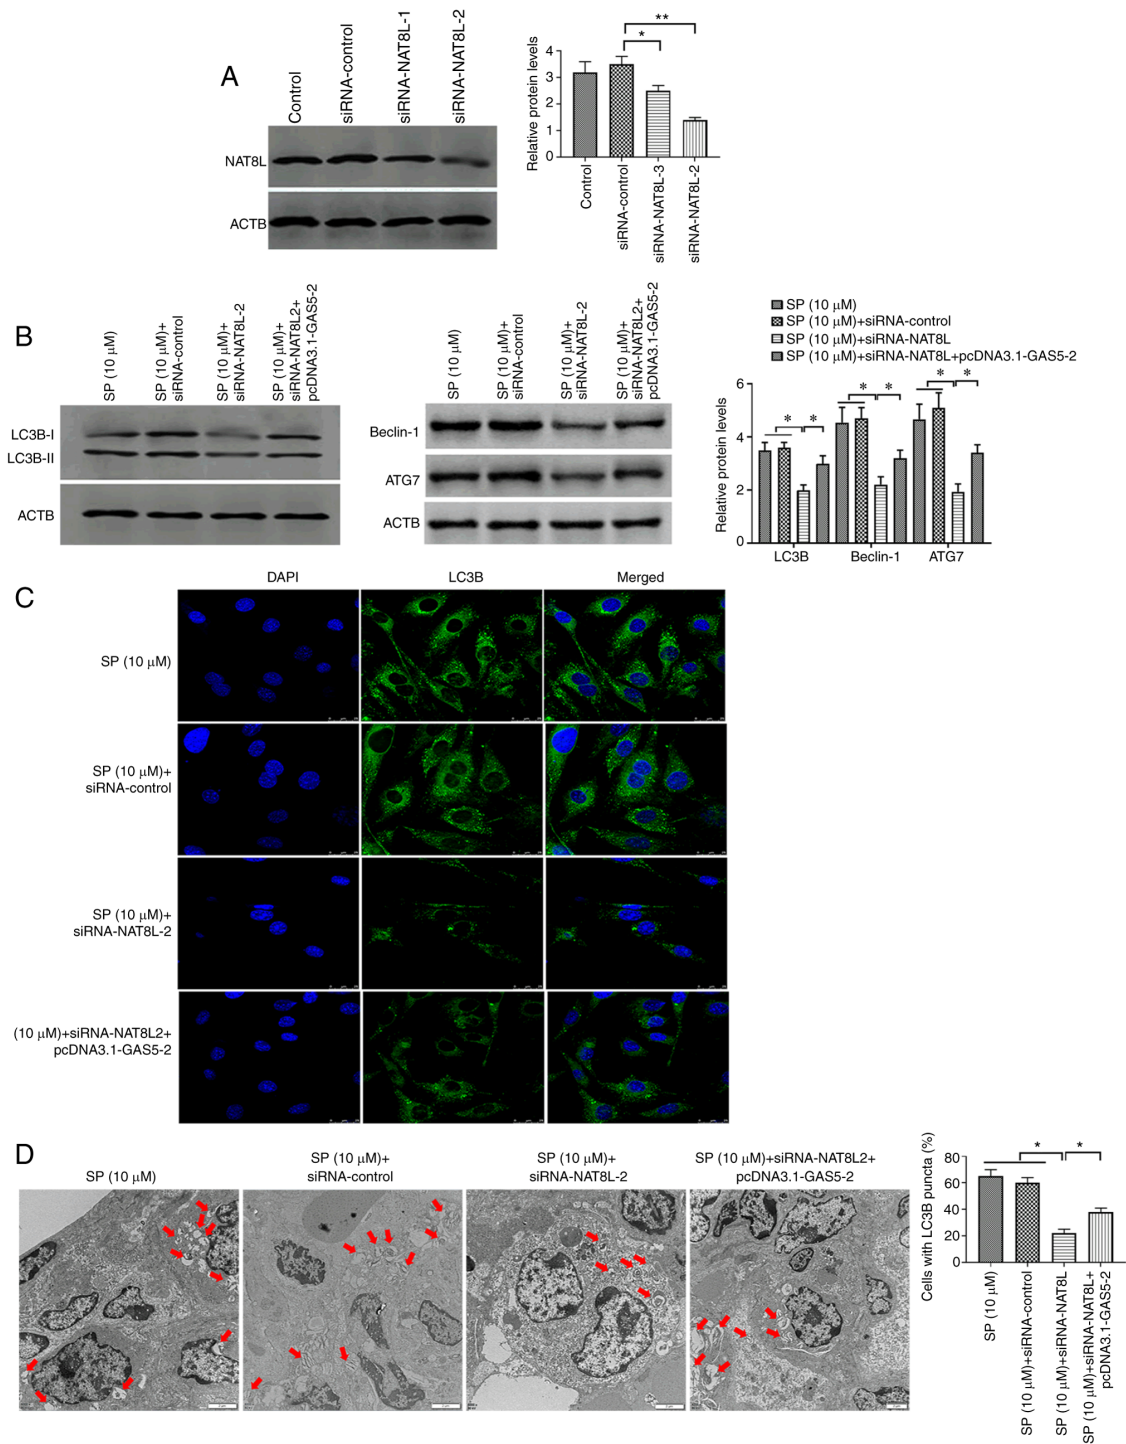 A
Control
siRNA-control
siRNA-NAT8L-1
siRNA-NAT8L-2
NAT8L
ACTB
Relative protein levels
4
3
2
1
0
*
**
Control
siRNA-control
siRNA-NAT8L-3
siRNA-NAT8L-2
B
SP (10 µM)
SP (10 µM)+
siRNA-control
SP (10 µM)+
siRNA-NAT8L-2
SP (10 µM)+
siRNA-NAT8L2+
pcDNA3.1-GAS5-2
LC3B-I
LC3B-II
ACTB
SP (10 µM)
SP (10 µM)+
siRNA-control
SP (10 µM)+
siRNA-NAT8L-2
SP (10 µM)+
siRNA-NAT8L2+
pcDNA3.1-GAS5-2
Beclin-1
ATG7
ACTB
SP (10 µM)
SP (10 µM)+siRNA-control
SP (10 µM)+siRNA-NAT8L
SP (10 µM)+siRNA-NAT8L+pcDNA3.1-GAS5-2
Relative protein levels
6
4
2
0
* *
* *
* *
LC3B
Beclin-1
ATG7
C
DAPI
LC3B
Merged
SP (10 µM)
SP (10 µM)+
siRNA-control
SP (10 µM)+
siRNA-NAT8L-2
(10 µM)+siRNA-NAT8L2+
pcDNA3.1-GAS5-2
D
SP (10 µM)
SP (10 µM)+
siRNA-control
SP (10 µM)+
siRNA-NAT8L-2
SP (10 µM)+siRNA-NAT8L2+
pcDNA3.1-GAS5-2
Cells with LC3B puncta (%)
80
60
40
20
0
* *
SP (10 µM)
SP (10 µM)+siRNA-control
SP (10 µM)+siRNA-NAT8L
SP (10 µM)+siRNA-NAT8L+
pcDNA3.1-GAS5-2